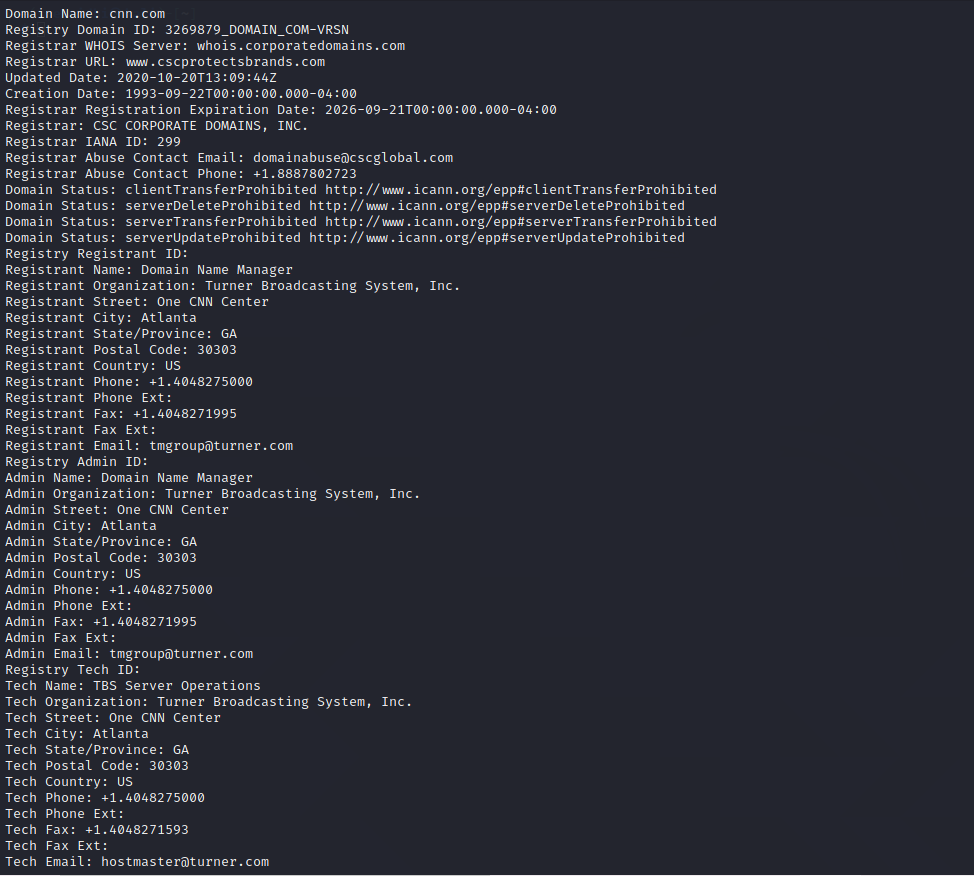 Domain Name: cnn.com
Registry Domain ID: 3269879_DOMAIN_COM-VRSN
Registrar WHOIS Server: whois.corporatedomains.com
Registrar URL: www.cscprotectsbrands.com
Updated Date: 2020-10-20T13:09:44Z
Creation Date: 1993-09-22T00:00:00.000-04:00
Registrar Registration Expiration Date: 2026-09-21T00:00:00.000-04:00
Registrar: CSC CORPORATE DOMAINS, INC.
Registrar IANA ID: 299
Registrar Abuse Contact Email: domainabuse@cscglobal.com
Registrar Abuse Contact Phone: +1.8887802723
Domain Status: clientTransferProhibited http://www.icann.org/epp#clientTransferProhibited
Domain Status: serverDeleteProhibited http://www.icann.org/epp#serverDeleteProhibited
Domain Status: serverTransferProhibited http://www.icann.org/epp#serverTransferProhibited
Domain Status: serverUpdateProhibited http://www.icann.org/epp#serverUpdateProhibited
Registry Registrant ID:
Registrant Name: Domain Name Manager
Registrant Organization: Turner Broadcasting System, Inc.
Registrant Street: One CNN Center
Registrant City: Atlanta
Registrant State/Province: GA
Registrant Postal Code: 30303
Registrant Country: US
Registrant Phone: +1.4048275000
Registrant Phone Ext:
Registrant Fax: +1.4048271995
Registrant Fax Ext:
Registrant Email: tmgroup@turner.com
Registry Admin ID:
Admin Name: Domain Name Manager
Admin Organization: Turner Broadcasting System, Inc.
Admin Street: One CNN Center
Admin City: Atlanta
Admin State/Province: GA
Admin Postal Code: 30303
Admin Country: US
Admin Phone: +1.4048275000
Admin Phone Ext:
Admin Fax: +1.4048271995
Admin Fax Ext:
Admin Email: tmgroup@turner.com
Registry Tech ID:
Tech Name: TBS Server Operations
Tech Organization: Turner Broadcasting System, Inc.
Tech Street: One CNN Center
Tech City: Atlanta
Tech State/Province: GA
Tech Postal Code: 30303
Tech Country: US
Tech Phone: +1.4048275000
Tech Phone Ext:
Tech Fax: +1.4048271593
Tech Fax Ext:
Tech Email: hostmaster@turner.com